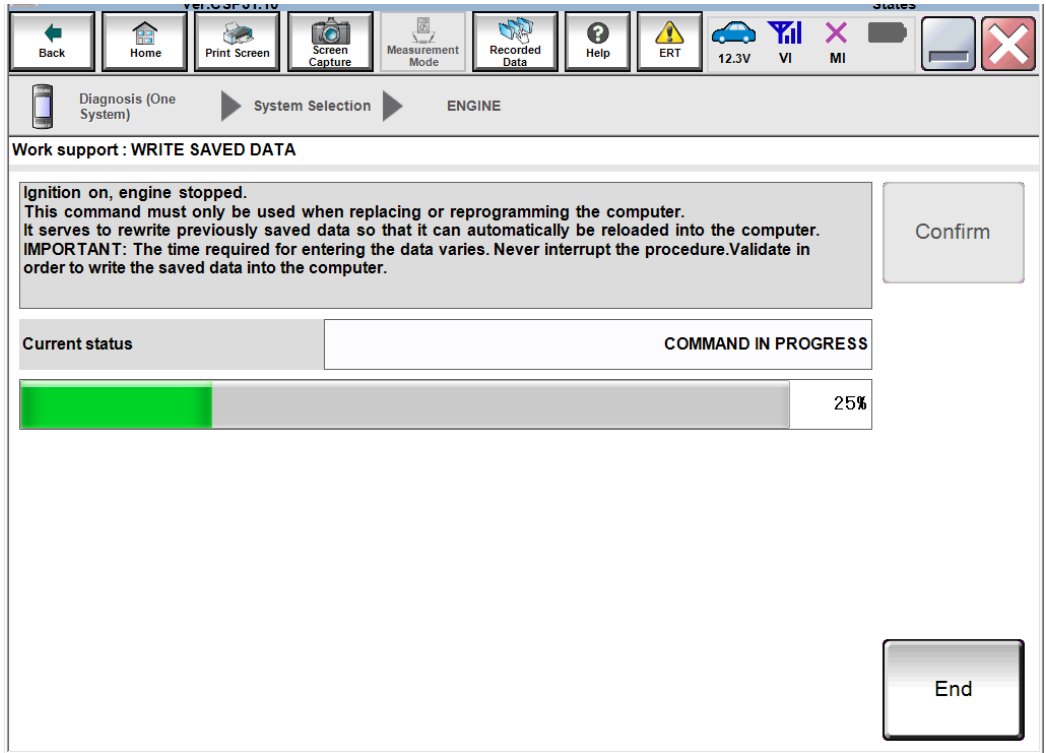 Ver.CSP31.10
States
Back
Home
Print Screen
Screen
Capture
Measurement
Mode
Recorded
Data
Help
ERT
12.3V
VI
MI
Diagnosis (One
System)
System Selection
ENGINE
Work support : WRITE SAVED DATA
Ignition on, engine stopped.
This command must only be used when replacing or reprogramming the computer.
It serves to rewrite previously saved data so that it can automatically be reloaded into the computer.
IMPORTANT: The time required for entering the data varies. Never interrupt the procedure.Validate in
order to write the saved data into the computer.
Confirm
Current status
COMMAND IN PROGRESS
25%
End